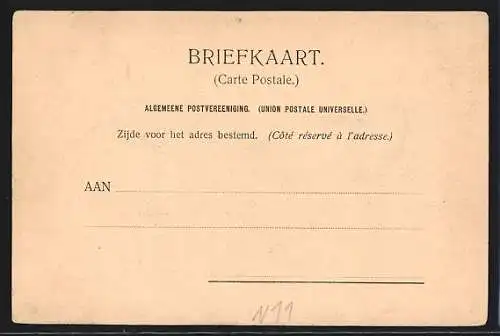 BRIEFKAART.
(Carte Postale.)
ALGEMEENE POSTVEREENIGING. (UNION POSTALE UNIVERSELLE.)
Zijde voor het adres bestemd. (Côté réservé à l'adresse.)
AAN